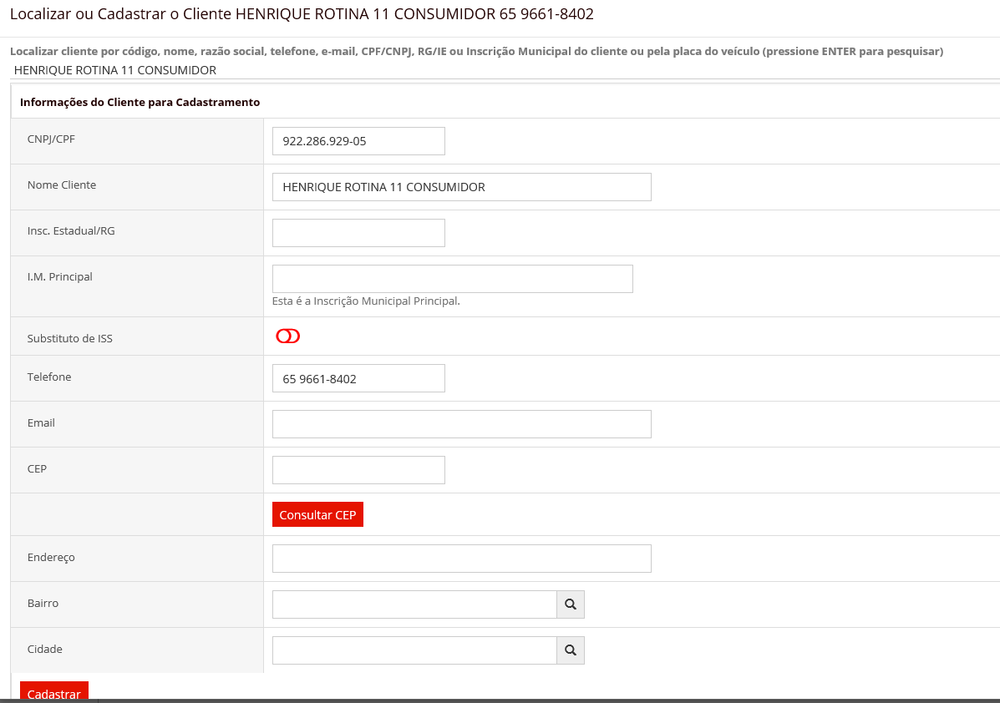 Localizar ou Cadastrar o Cliente HENRIQUE ROTINA 11 CONSUMIDOR 65 9661-8402
Localizar cliente por código, nome, razão social, telefone, e-mail, CPF/CNPJ, RG/IE ou Inscrição Municipal do cliente ou pela placa do veículo (pressione ENTER para pesquisar)
HENRIQUE ROTINA 11 CONSUMIDOR
Informações do Cliente para Cadastramento
CNPJ/CPF
922.286.929-05
Nome Cliente
HENRIQUE ROTINA 11 CONSUMIDOR
Insc. Estadual/RG
I.M. Principal
Esta é a Inscrição Municipal Principal.
Substituto de ISS
Telefone
65 9661-8402
Email
CEP
Consultar CEP
Endereço
Bairro
Cidade
Cadastrar